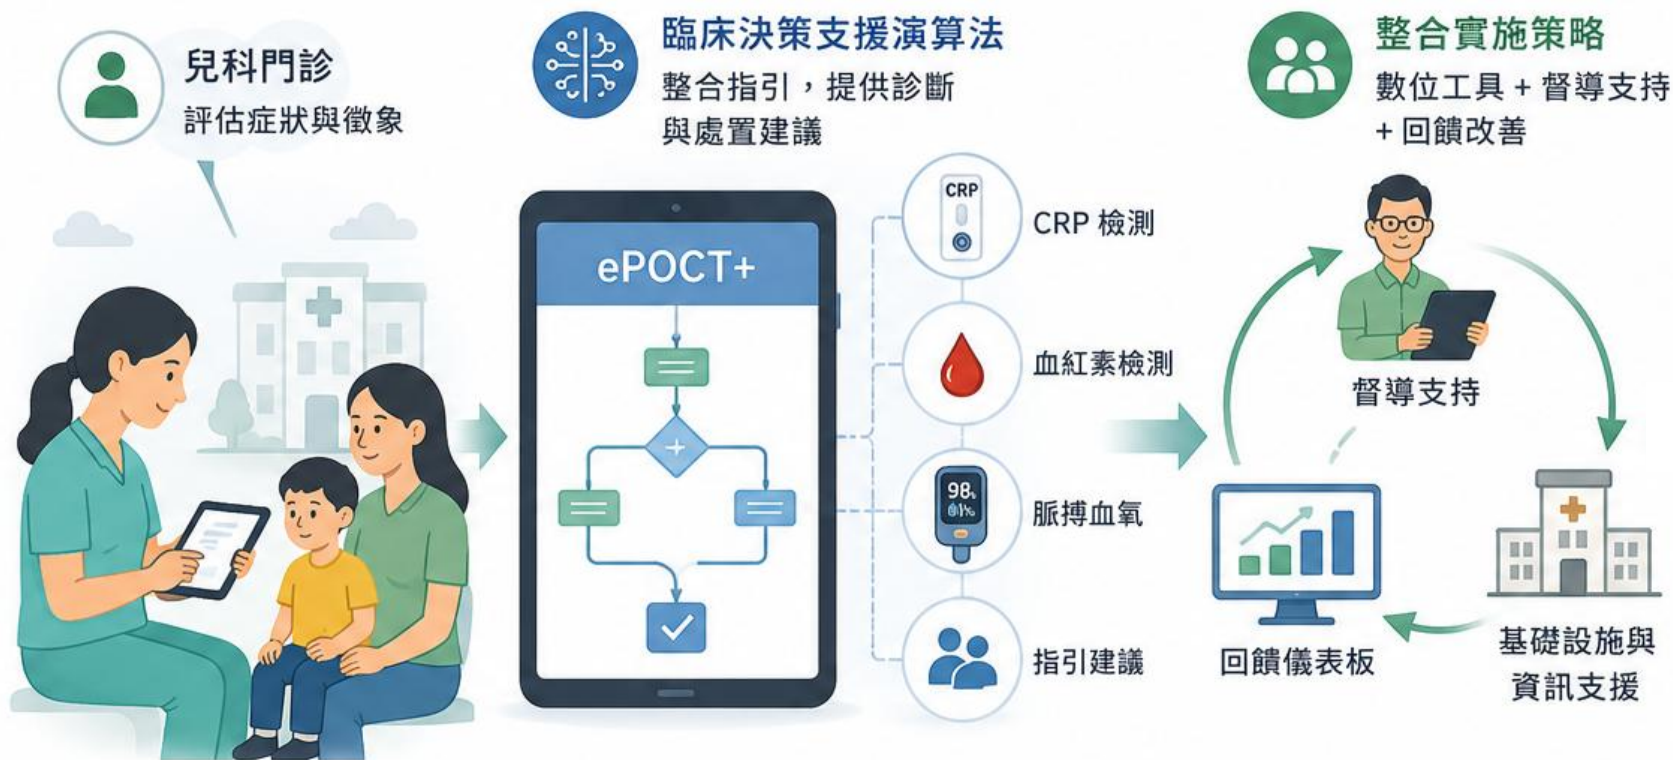 兒科門診
評估症狀與徵象
臨床決策支援演算法
整合指引，提供診斷
與處置建議
ePOCT+
CRP
CRP 檢測
血紅素檢測
98
脈搏血氧
指引建議
整合實施策略
數位工具 + 督導支持
+ 回饋改善
督導支持
回饋儀表板
基礎設施與
資訊支援